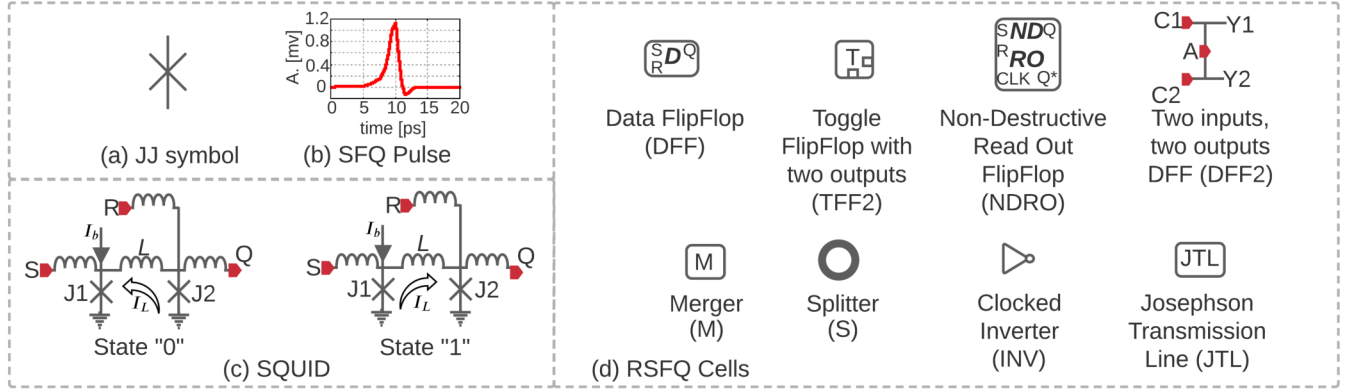 (a) JJ symbol
A. [mv]
1.2
0.8
0.4
0
0 5 10 15 20
time [ps]
(b) SFQ Pulse
R
I_b
L
S
Q
J1
I_L
J2
State "0"
R
I_b
L
S
Q
J1
I_L
J2
State "1"
(c) SQUID
S D Q
R
Data FlipFlop
(DFF)
T
Toggle
FlipFlop with
two outputs
(TFF2)
S ND Q
R RO
CLK Q*
Non-Destructive
Read Out
FlipFlop
(NDRO)
C1 Y1
A
Y2
C2
Two inputs,
two outputs
DFF (DFF2)
M
Merger
(M)
Splitter
(S)
Clocked
Inverter
(INV)
JTL
Josephson
Transmission
Line (JTL)
(d) RSFQ Cells